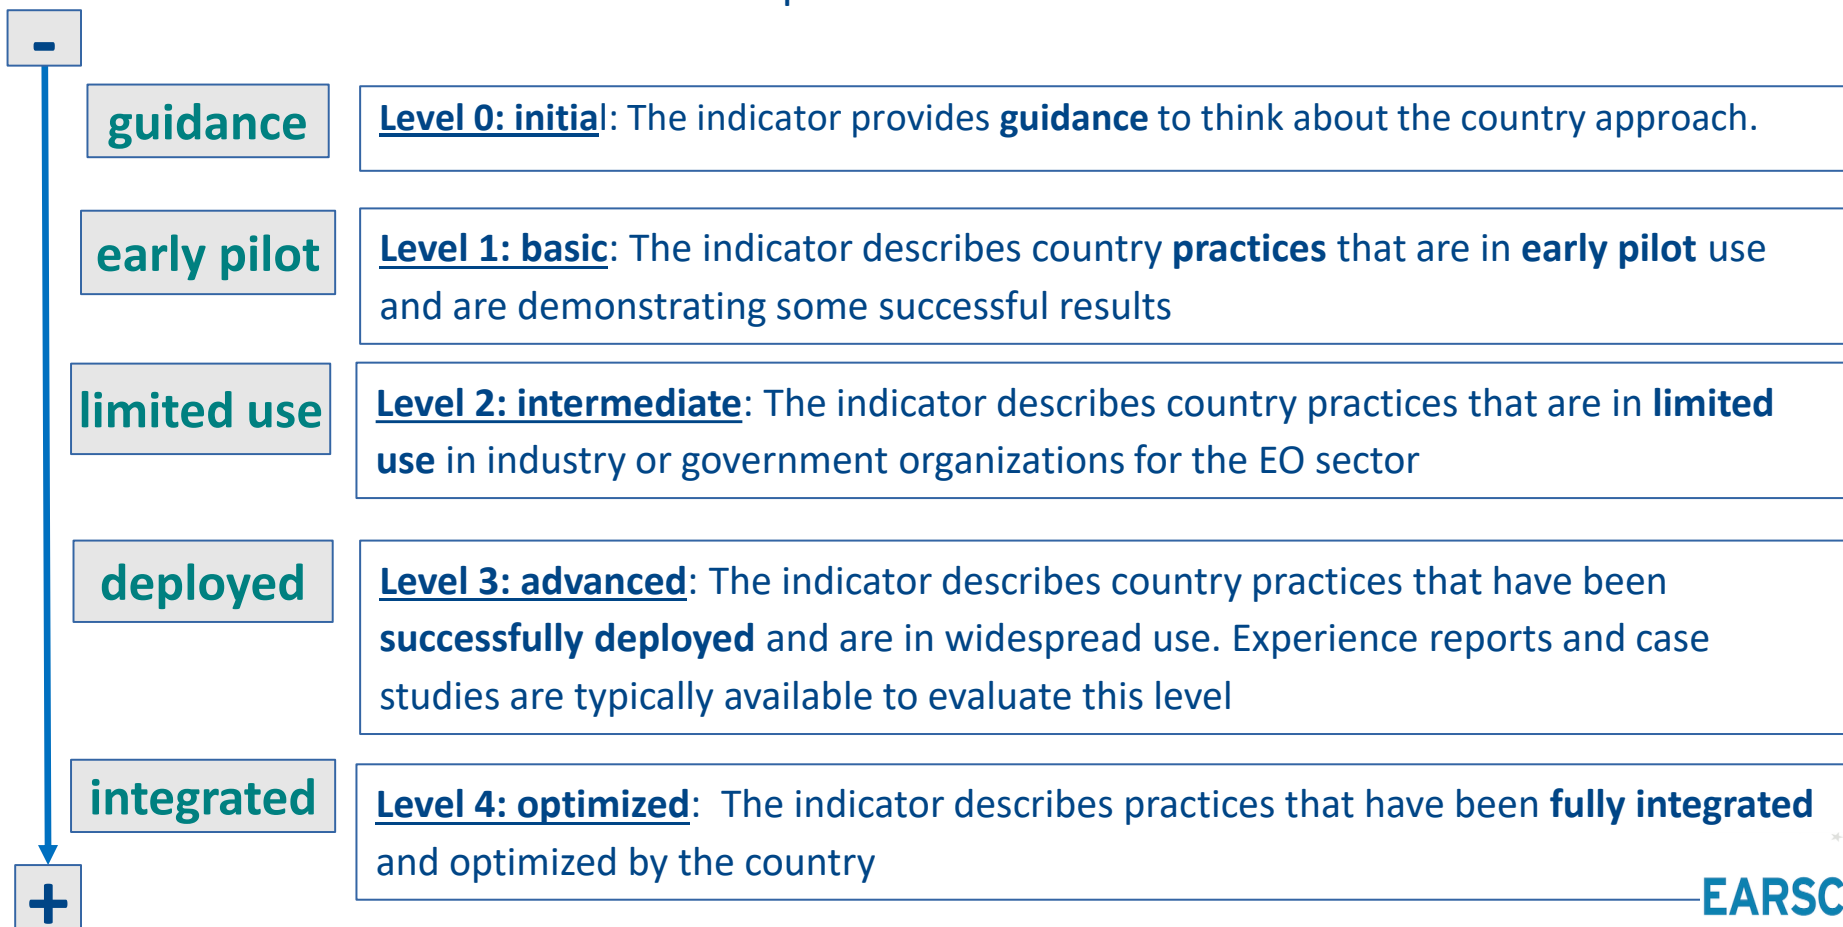 -
guidance
Level 0: initial: The indicator provides guidance to think about the country approach.
early pilot
Level 1: basic: The indicator describes country practices that are in early pilot use
and are demonstrating some successful results
limited use
Level 2: intermediate: The indicator describes country practices that are in limited
use in industry or government organizations for the EO sector
deployed
Level 3: advanced: The indicator describes country practices that have been
successfully deployed and are in widespread use. Experience reports and case
studies are typically available to evaluate this level
integrated
Level 4: optimized: The indicator describes practices that have been fully integrated
and optimized by the country
+
EARSC